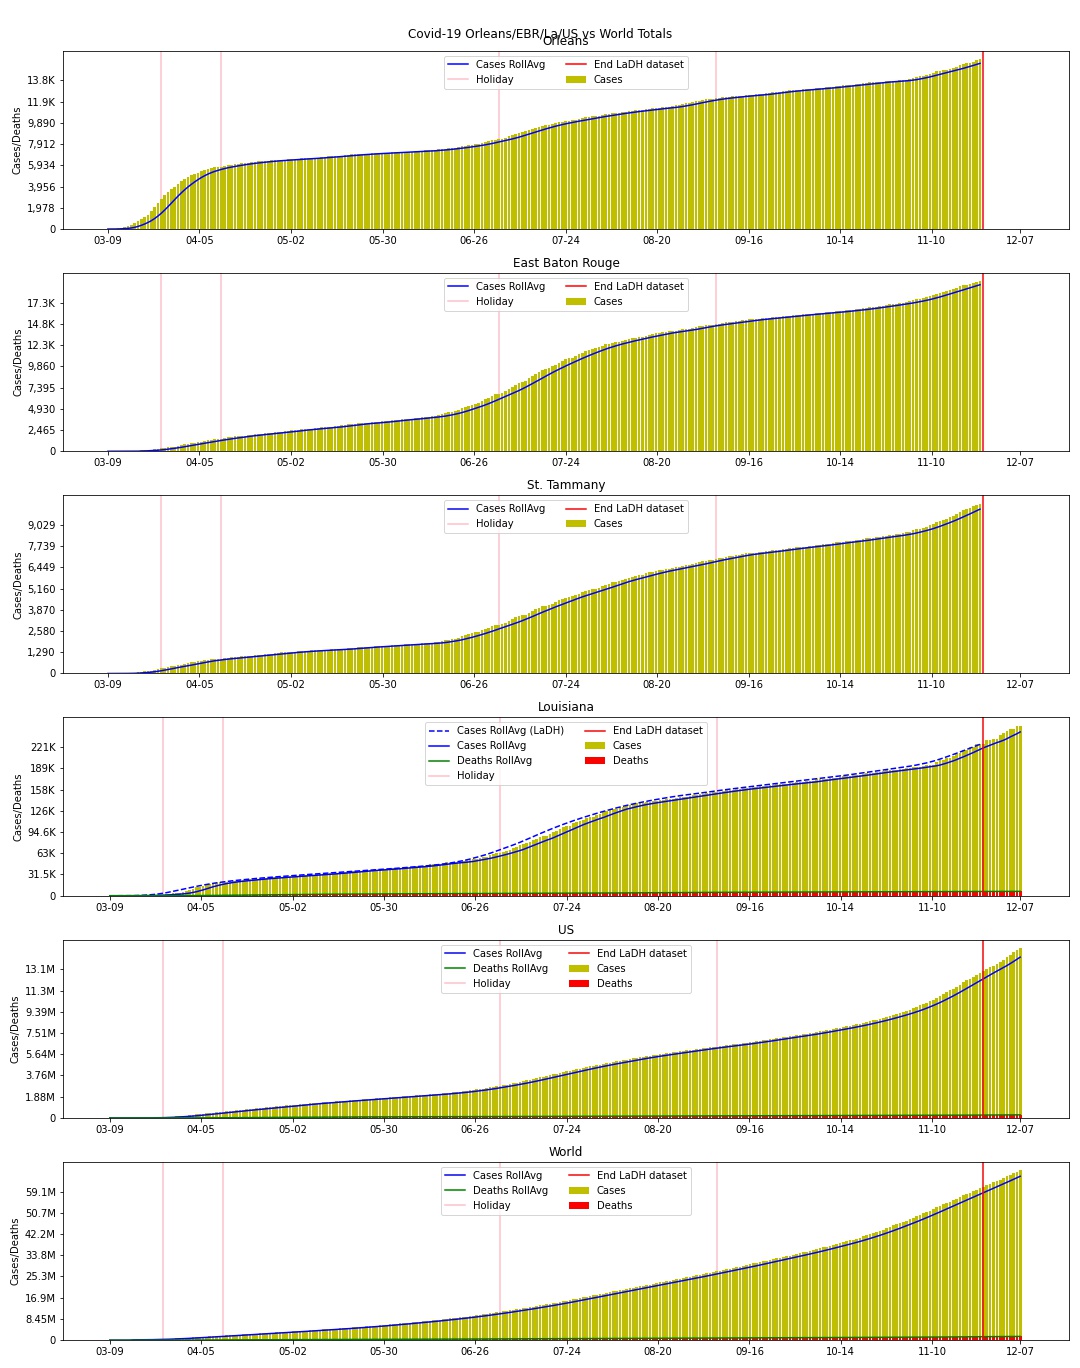 Covid-19 Orleans/EBR/La/US vs World Totals
Orleans
Cases RollAvg End LaDH dataset
Holiday Cases
Cases/Deaths
13.8K
11.9K
9,890
7,912
5,934
3,956
1,978
0
03-09 04-05 05-02 05-30 06-26 07-24 08-20 09-16 10-14 11-10 12-07
East Baton Rouge
Cases RollAvg End LaDH dataset
Holiday Cases
Cases/Deaths
17.3K
14.8K
12.3K
9,860
7,395
4,930
2,465
0
03-09 04-05 05-02 05-30 06-26 07-24 08-20 09-16 10-14 11-10 12-07
St. Tammany
Cases RollAvg End LaDH dataset
Holiday Cases
Cases/Deaths
9,029
7,739
6,449
5,160
3,870
2,580
1,290
0
03-09 04-05 05-02 05-30 06-26 07-24 08-20 09-16 10-14 11-10 12-07
Louisiana
Cases RollAvg (LaDH) End LaDH dataset
Cases RollAvg Cases
Deaths RollAvg Deaths
Holiday
Cases/Deaths
221K
189K
158K
126K
94.6K
63K
31.5K
0
03-09 04-05 05-02 05-30 06-26 07-24 08-20 09-16 10-14 11-10 12-07
US
Cases RollAvg End LaDH dataset
Deaths RollAvg Cases
Holiday Deaths
Cases/Deaths
13.1M
11.3M
9.39M
7.51M
5.64M
3.76M
1.88M
0
03-09 04-05 05-02 05-30 06-26 07-24 08-20 09-16 10-14 11-10 12-07
World
Cases RollAvg End LaDH dataset
Deaths RollAvg Cases
Holiday Deaths
Cases/Deaths
59.1M
50.7M
42.2M
33.8M
25.3M
16.9M
8.45M
0
03-09 04-05 05-02 05-30 06-26 07-24 08-20 09-16 10-14 11-10 12-07